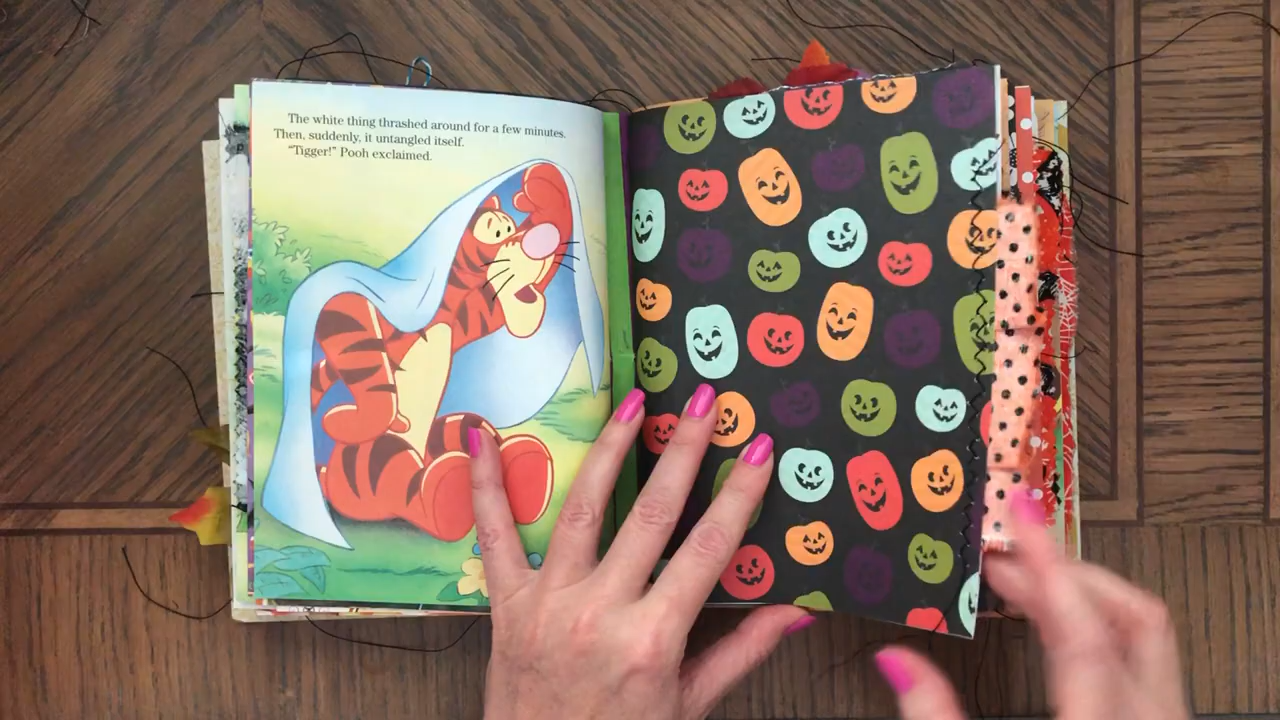 The white thing thrashed around for a few minutes.
Then, suddenly, it untangled itself.
"Tigger!" Pooh exclaimed.